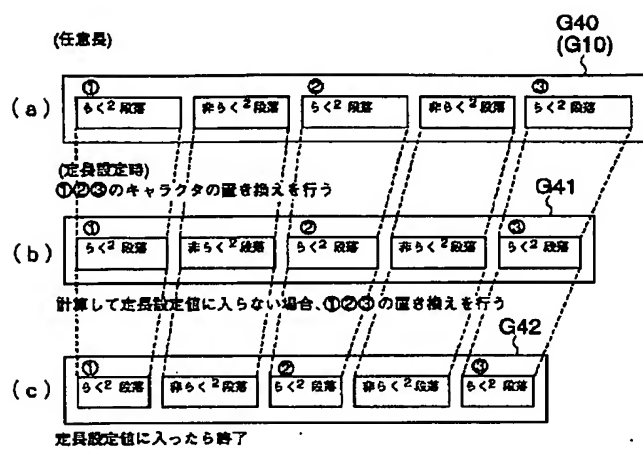 (任意長)
G40
(G10)
① ② ③
(a) らく² 段落 非らく² 段落 らく² 段落 非らく² 段落 らく² 段落
(定長設定時)
①②③のキャラクタの置き換えを行う
G41
① ② ③
(b) らく² 段落 非らく² 段落 らく² 段落 非らく² 段落 らく² 段落
計算して定長設定値に入らない場合、①②③の置き換えを行う
G42
① ② ③
(c) らく² 段落 非らく² 段落 らく² 段落 非らく² 段落 らく² 段落
定長設定値に入ったら終了